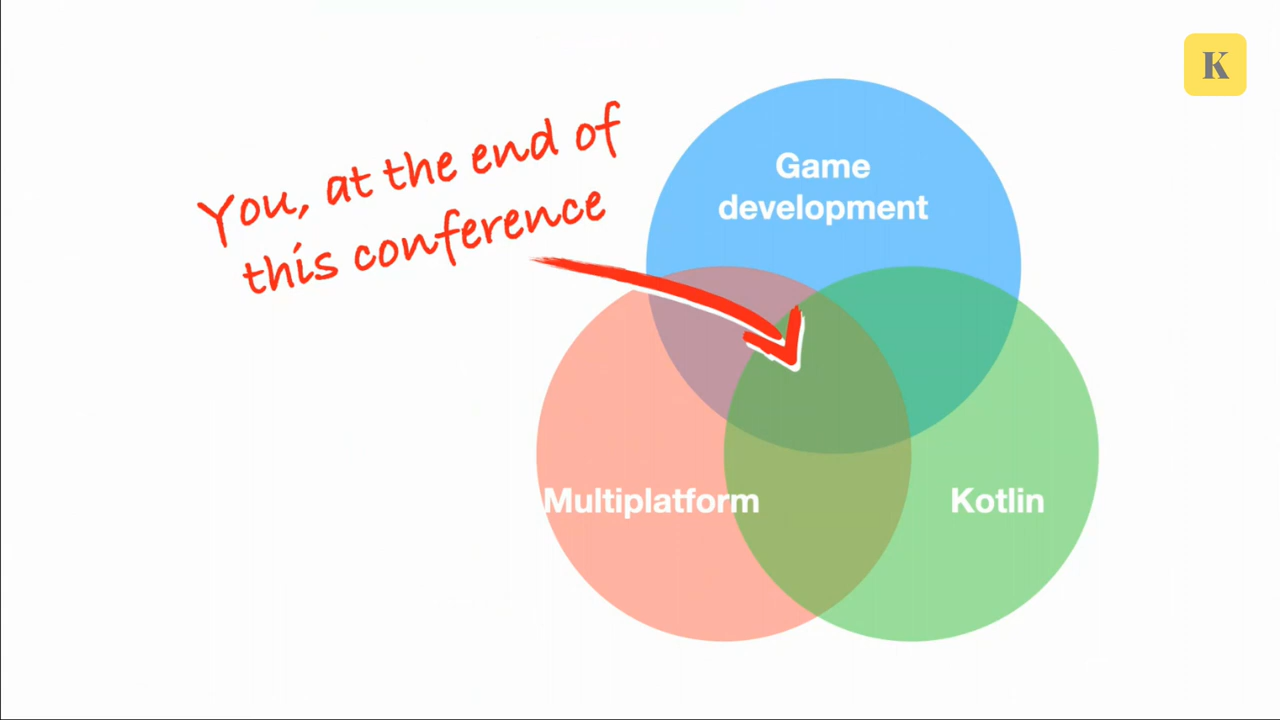 K
You, at the end of
this conference
Game
development
Multiplatform
Kotlin